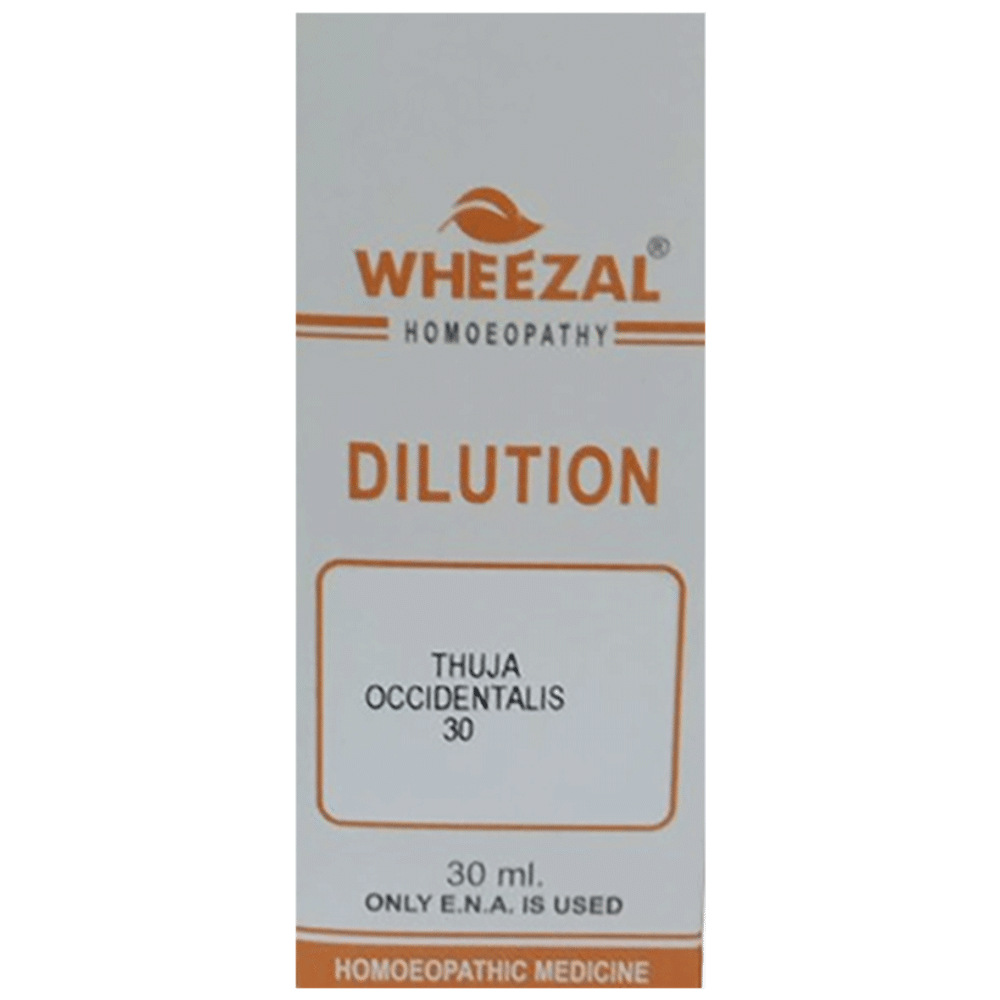 WHEEZAL®
HOMOEOPATHY
DILUTION
THUJA
OCCIDENTALIS
30
30 ml.
ONLY E.N.A. IS USED
HOMOEOPATHIC MEDICINE